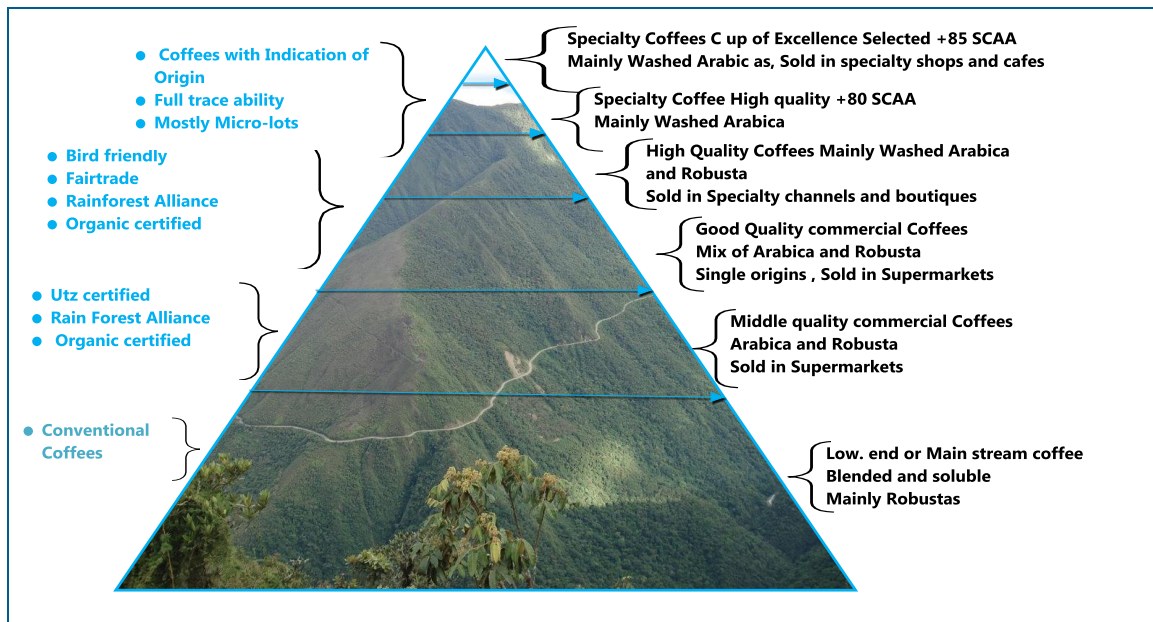 ● Coffees with Indication of
Origin
● Full trace ability
● Mostly Micro-lots
● Bird friendly
● Fairtrade
● Rainforest Alliance
● Organic certified
● Utz certified
● Rain Forest Alliance
● Organic certified
● Conventional
Coffees
Specialty Coffees C up of Excellence Selected +85 SCAA
Mainly Washed Arabic as, Sold in specialty shops and cafes
Specialty Coffee High quality +80 SCAA
Mainly Washed Arabica
High Quality Coffees Mainly Washed Arabica
and Robusta
Sold in Specialty channels and boutiques
Good Quality commercial Coffees
Mix of Arabica and Robusta
Single origins , Sold in Supermarkets
Middle quality commercial Coffees
Arabica and Robusta
Sold in Supermarkets
Low. end or Main stream coffee
Blended and soluble
Mainly Robustas